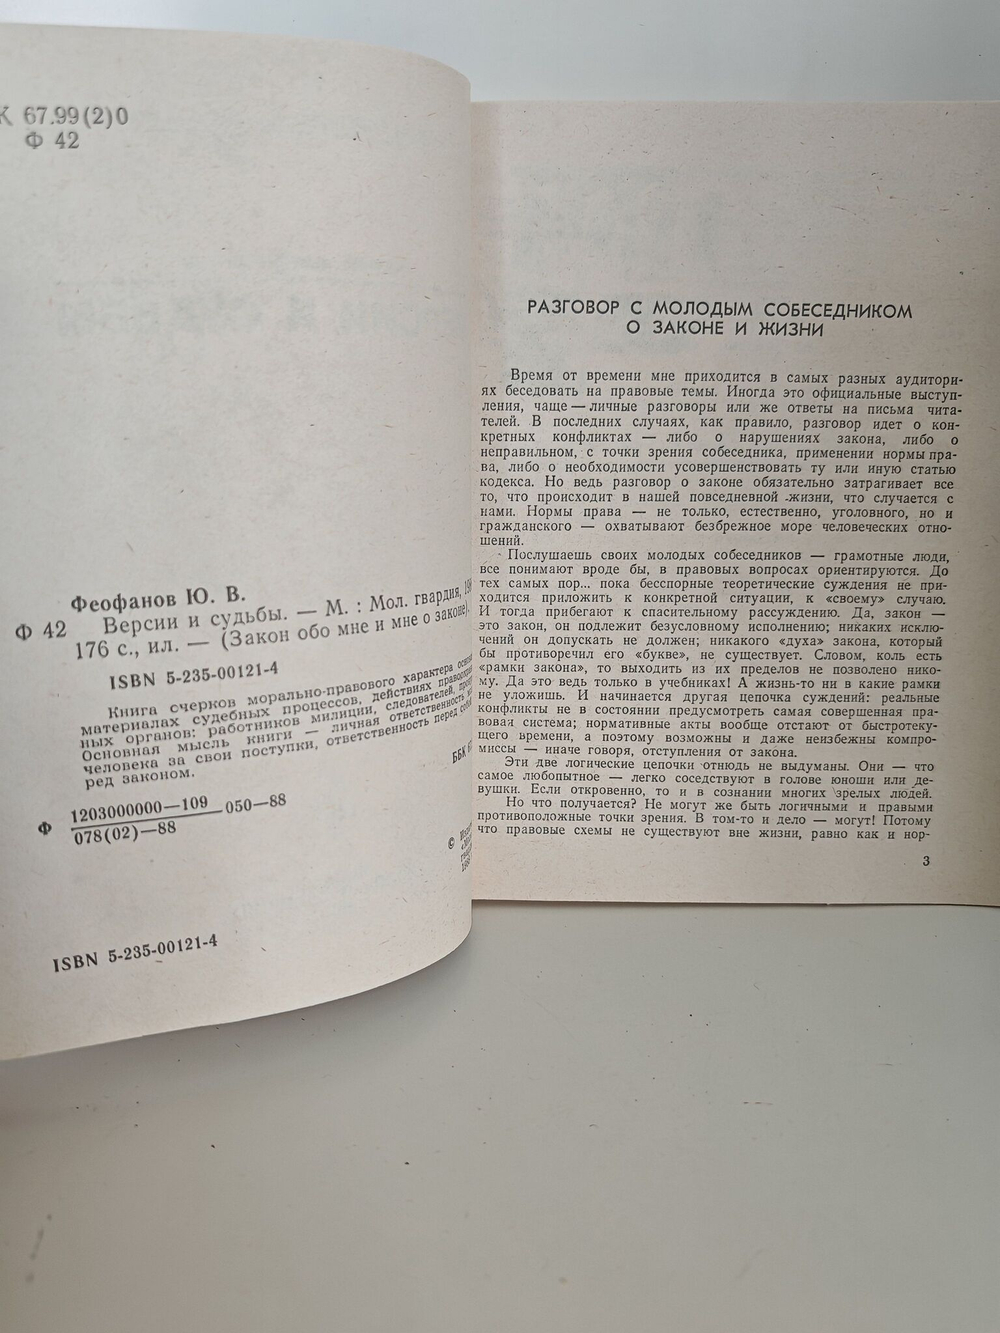 К 67.99(2)0
Ф 42
Феофанов Ю. В.
Ф 42 Версии и судьбы. — М. : Мол. гвардия,
176 с., ил. — (Закон обо мне и мне о законе).
ISBN 5-235-00121-4
Книга очерков морально-правового характера
материалах судебных процессов, действиях
ных органов: работников милиции, следователей,
Основная мысль книги — личная ответственность
человека за свои поступки, ответственность перед
ред законом.
ББК
Ф 1203000000—109
078(02)—88 050—88
©
ISBN 5-235-00121-4
РАЗГОВОР С МОЛОДЫМ СОБЕСЕДНИКОМ
О ЗАКОНЕ И ЖИЗНИ
Время от времени мне приходится в самых разных аудитори-
ях беседовать на правовые темы. Иногда это официальные выступ-
ления, чаще — личные разговоры или же ответы на письма чита-
телей. В последних случаях, как правило, разговор идет о кон-
кретных конфликтах — либо о нарушениях закона, либо о
неправильном, с точки зрения собеседника, применении нормы пра-
ва, либо о необходимости усовершенствовать ту или иную статью
кодекса. Но ведь разговор о законе обязательно затрагивает все
то, что происходит в нашей повседневной жизни, что случается с
нами. Нормы права — не только, естественно, уголовного, но и
гражданского — охватывают безбрежное море человеческих отно-
шений.
Послушаешь своих молодых собеседников — грамотные люди,
все понимают вроде бы, в правовых вопросах ориентируются. До
тех самых пор... пока бесспорные теоретические суждения не при-
ходится приложить к конкретной ситуации, к «своему» случаю.
И тогда прибегают к спасительному рассуждению. Да, закон —
это закон, он подлежит безусловному исполнению; никаких исклю-
чений он допускать не должен; никакого «духа» закона, который
бы противоречил его «букве», не существует. Словом, коль есть
«рамки закона», то выходить из их пределов не позволено нико-
му. Да это ведь только в учебниках! А жизнь-то ни в какие рамки
не уложишь. И начинается другая цепочка суждений: реальные
конфликты не в состоянии предусмотреть самая совершенная пра-
вовая система; нормативные акты вообще отстают от быстротеку-
щего времени, а поэтому возможны и даже неизбежны компро-
миссы — иначе говоря, отступления от закона.
Эти две логические цепочки отнюдь не выдуманы. Они — что
самое любопытное — легко соседствуют в голове юноши или де-
вушки. Если откровенно, то и в сознании многих зрелых людей.
Но что получается? Не могут же быть логичными и правыми
противоположные точки зрения. В том-то и дело — могут! Потому
что правовые схемы не существуют вне жизни, равно как и нор-
3